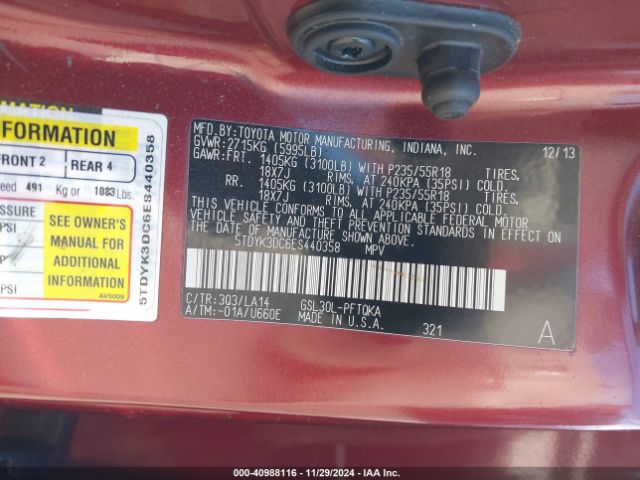 MATION
FORMATION
FRONT 2
REAR 4
eed 491 Kg or 1083 Lbs
SSURE
PSI
PSI
SEE OWNER'S
MANUAL FOR
ADDITIONAL
INFORMATION
AV5009
5TDYK3DC6ES440358
MFD.BY:TOYOTA MOTOR MANUFACTURING, INDIANA, INC.
12/13
GVWR:2715KG (5995LB)
GAWR:FRT. 1405KG (3100LB) WITH P235/55R18 TIRES,
18X7J RIMS, AT 240KPA (35PSI) COLD.
RR. 1405KG (3100LB) WITH P235/55R18 TIRES,
18X7J RIMS, AT 240KPA (35PSI) COLD.
THIS VEHICLE CONFORMS TO ALL APPLICABLE FEDERAL MOTOR
VEHICLE SAFETY AND THEFT PREVENTION STANDARDS IN EFFECT
ON THE DATE OF MANUFACTURE SHOWN ABOVE.
5TDYK3DC6ES440358 MPV
C/TR:3Q3/LA14 GSL30L-PFTQKA
A/TM:-01A/U660E MADE IN U.S.A. 321
A
000-40988116 - 11/29/2024 - IAAI.COM